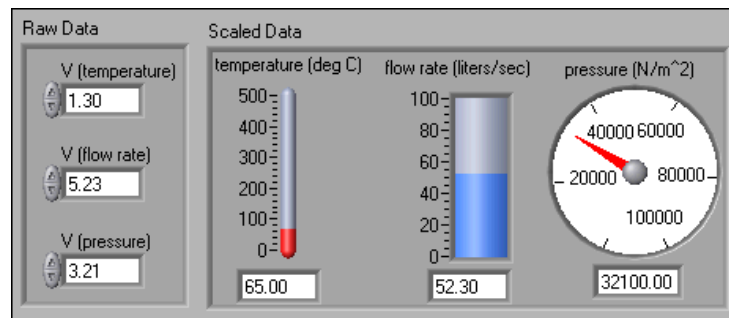 Raw Data
V (temperature)
1.30
V (flow rate)
5.23
V (pressure)
3.21
Scaled Data
temperature (deg C)
500
400
300
200
100
0
65.00
flow rate (liters/sec)
100
80
60
40
20
0
52.30
pressure (N/m^2)
40000 60000
20000 80000
100000
32100.00